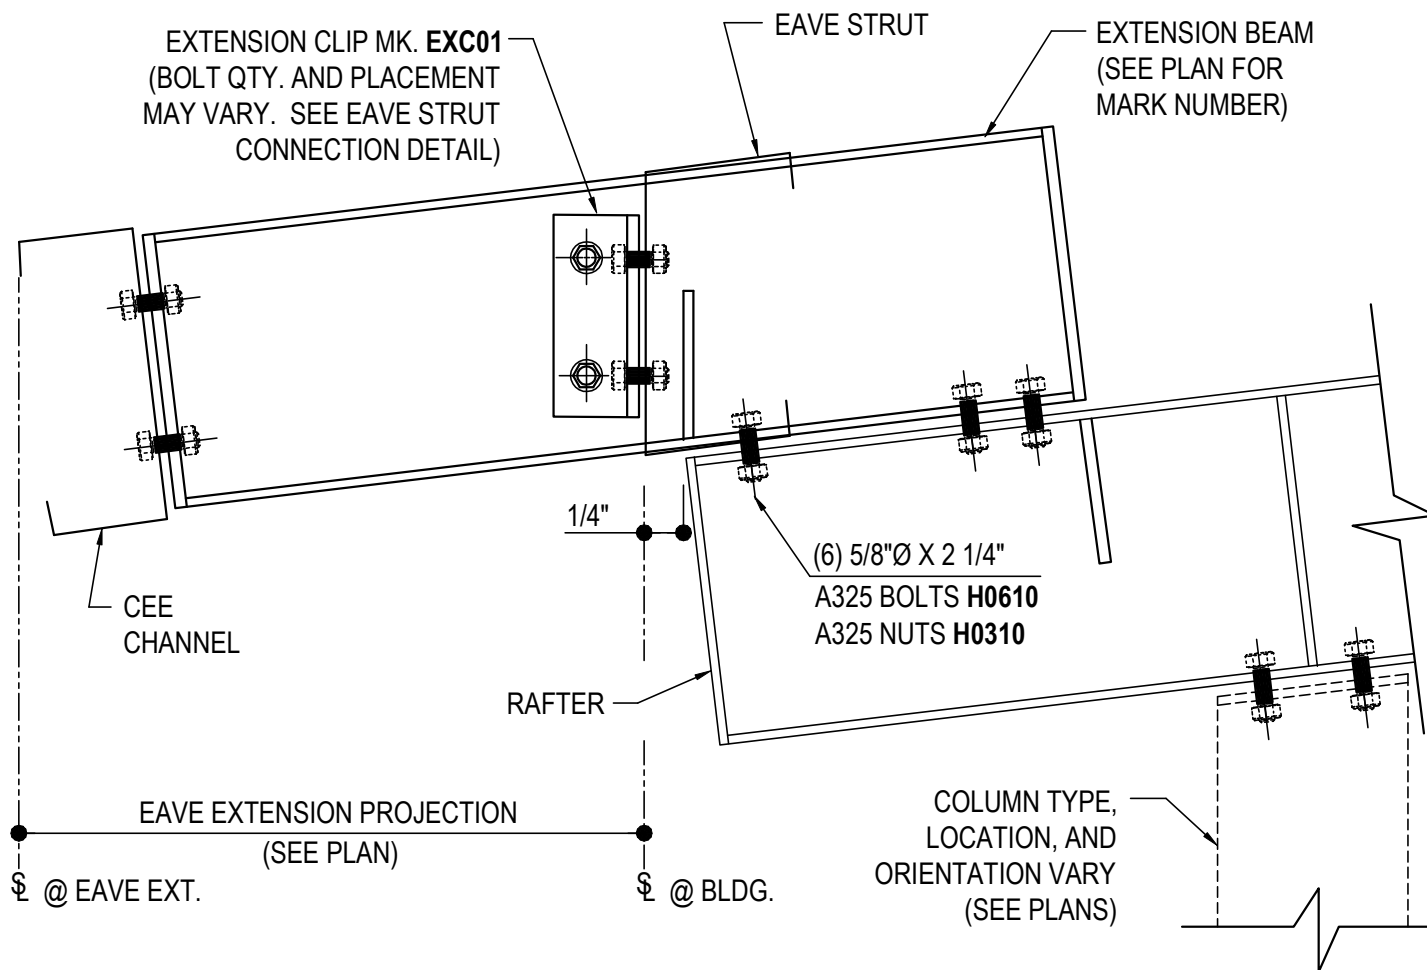 EXTENSION CLIP MK. EXC01
(BOLT QTY. AND PLACEMENT
MAY VARY.  SEE EAVE STRUT
CONNECTION DETAIL)
EAVE STRUT
EXTENSION BEAM
(SEE PLAN FOR
MARK NUMBER)
1/4"
(6) 5/8"Ø X 2 1/4"
A325 BOLTS H0610
A325 NUTS H0310
CEE
CHANNEL
RAFTER
EAVE EXTENSION PROJECTION
(SEE PLAN)
COLUMN TYPE,
LOCATION, AND
ORIENTATION VARY
(SEE PLANS)
℄ @ EAVE EXT.
℄ @ BLDG.